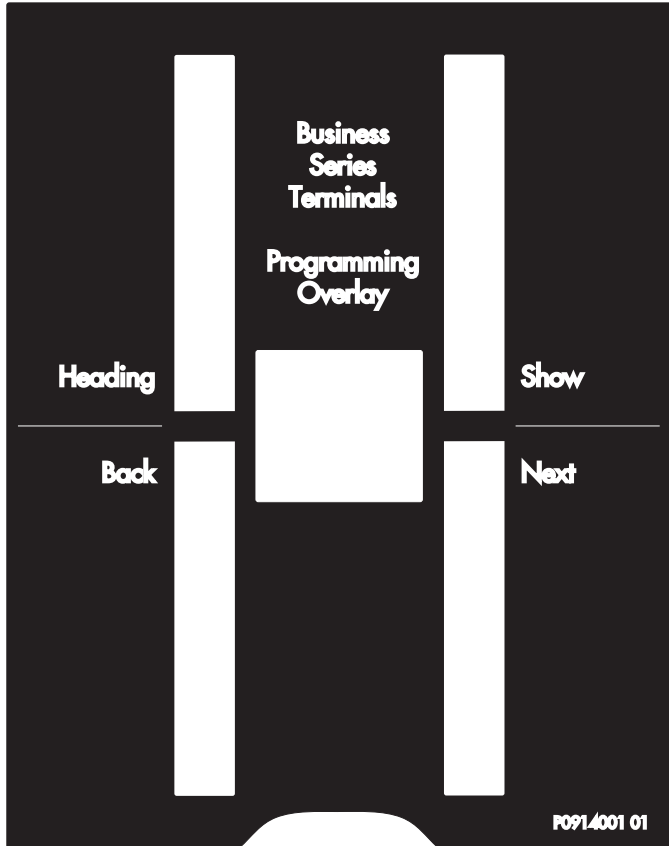 Business
Series
Terminals
Programming
Overlay
Heading
Show
Back
Next
P0914001 01